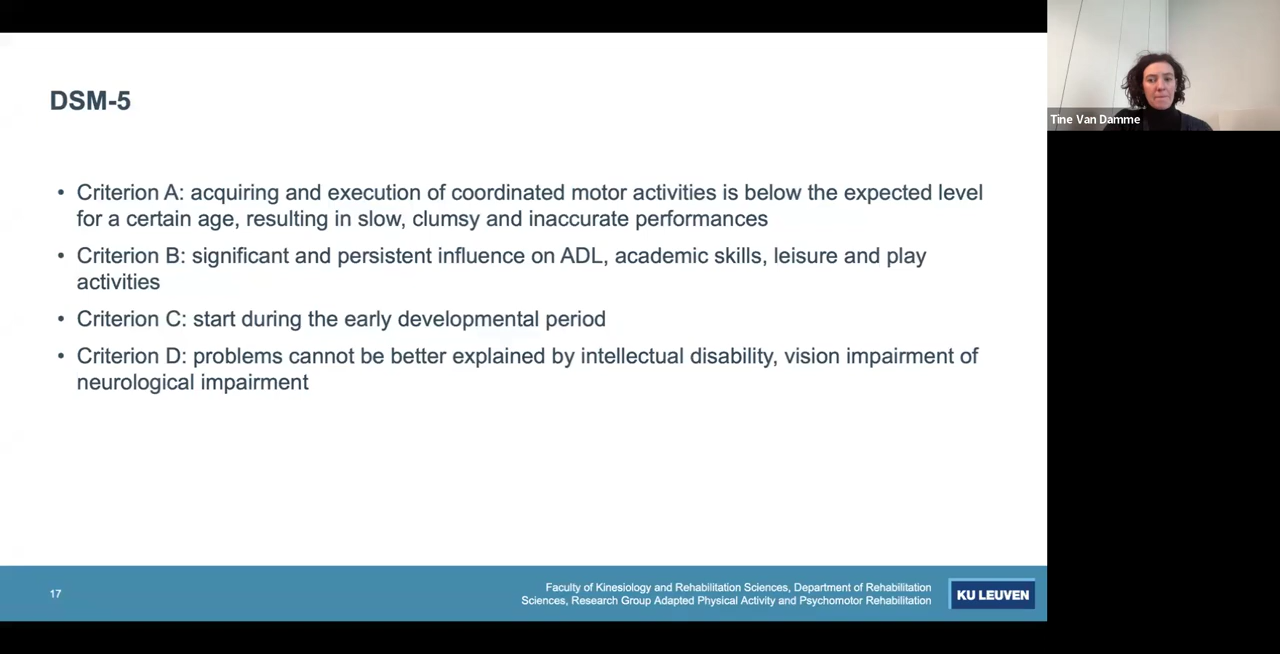 DSM-5
• Criterion A: acquiring and execution of coordinated motor activities is below the expected level
for a certain age, resulting in slow, clumsy and inaccurate performances
• Criterion B: significant and persistent influence on ADL, academic skills, leisure and play
activities
• Criterion C: start during the early developmental period
• Criterion D: problems cannot be better explained by intellectual disability, vision impairment of
neurological impairment
17
Faculty of Kinesiology and Rehabilitation Sciences, Department of Rehabilitation
Sciences, Research Group Adapted Physical Activity and Psychomotor Rehabilitation
KU LEUVEN
Tine Van Damme